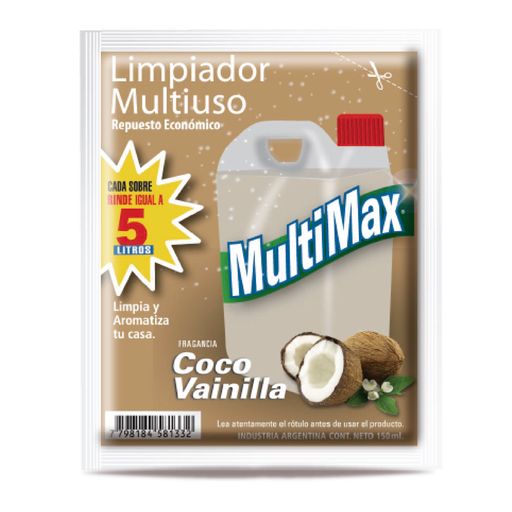 Limpiador
Multiuso
Repuesto Económico
CADA SOBRE
RINDE IGUAL A
5
LITROS
MultiMax
Limpia y
Aromatiza
tu casa.
FRAGANCIA
Coco
Vainilla
7 798184 581332
Lea atentamente el rótulo antes de usar el producto.
INDUSTRIA ARGENTINA CONT. NETO 150ml.